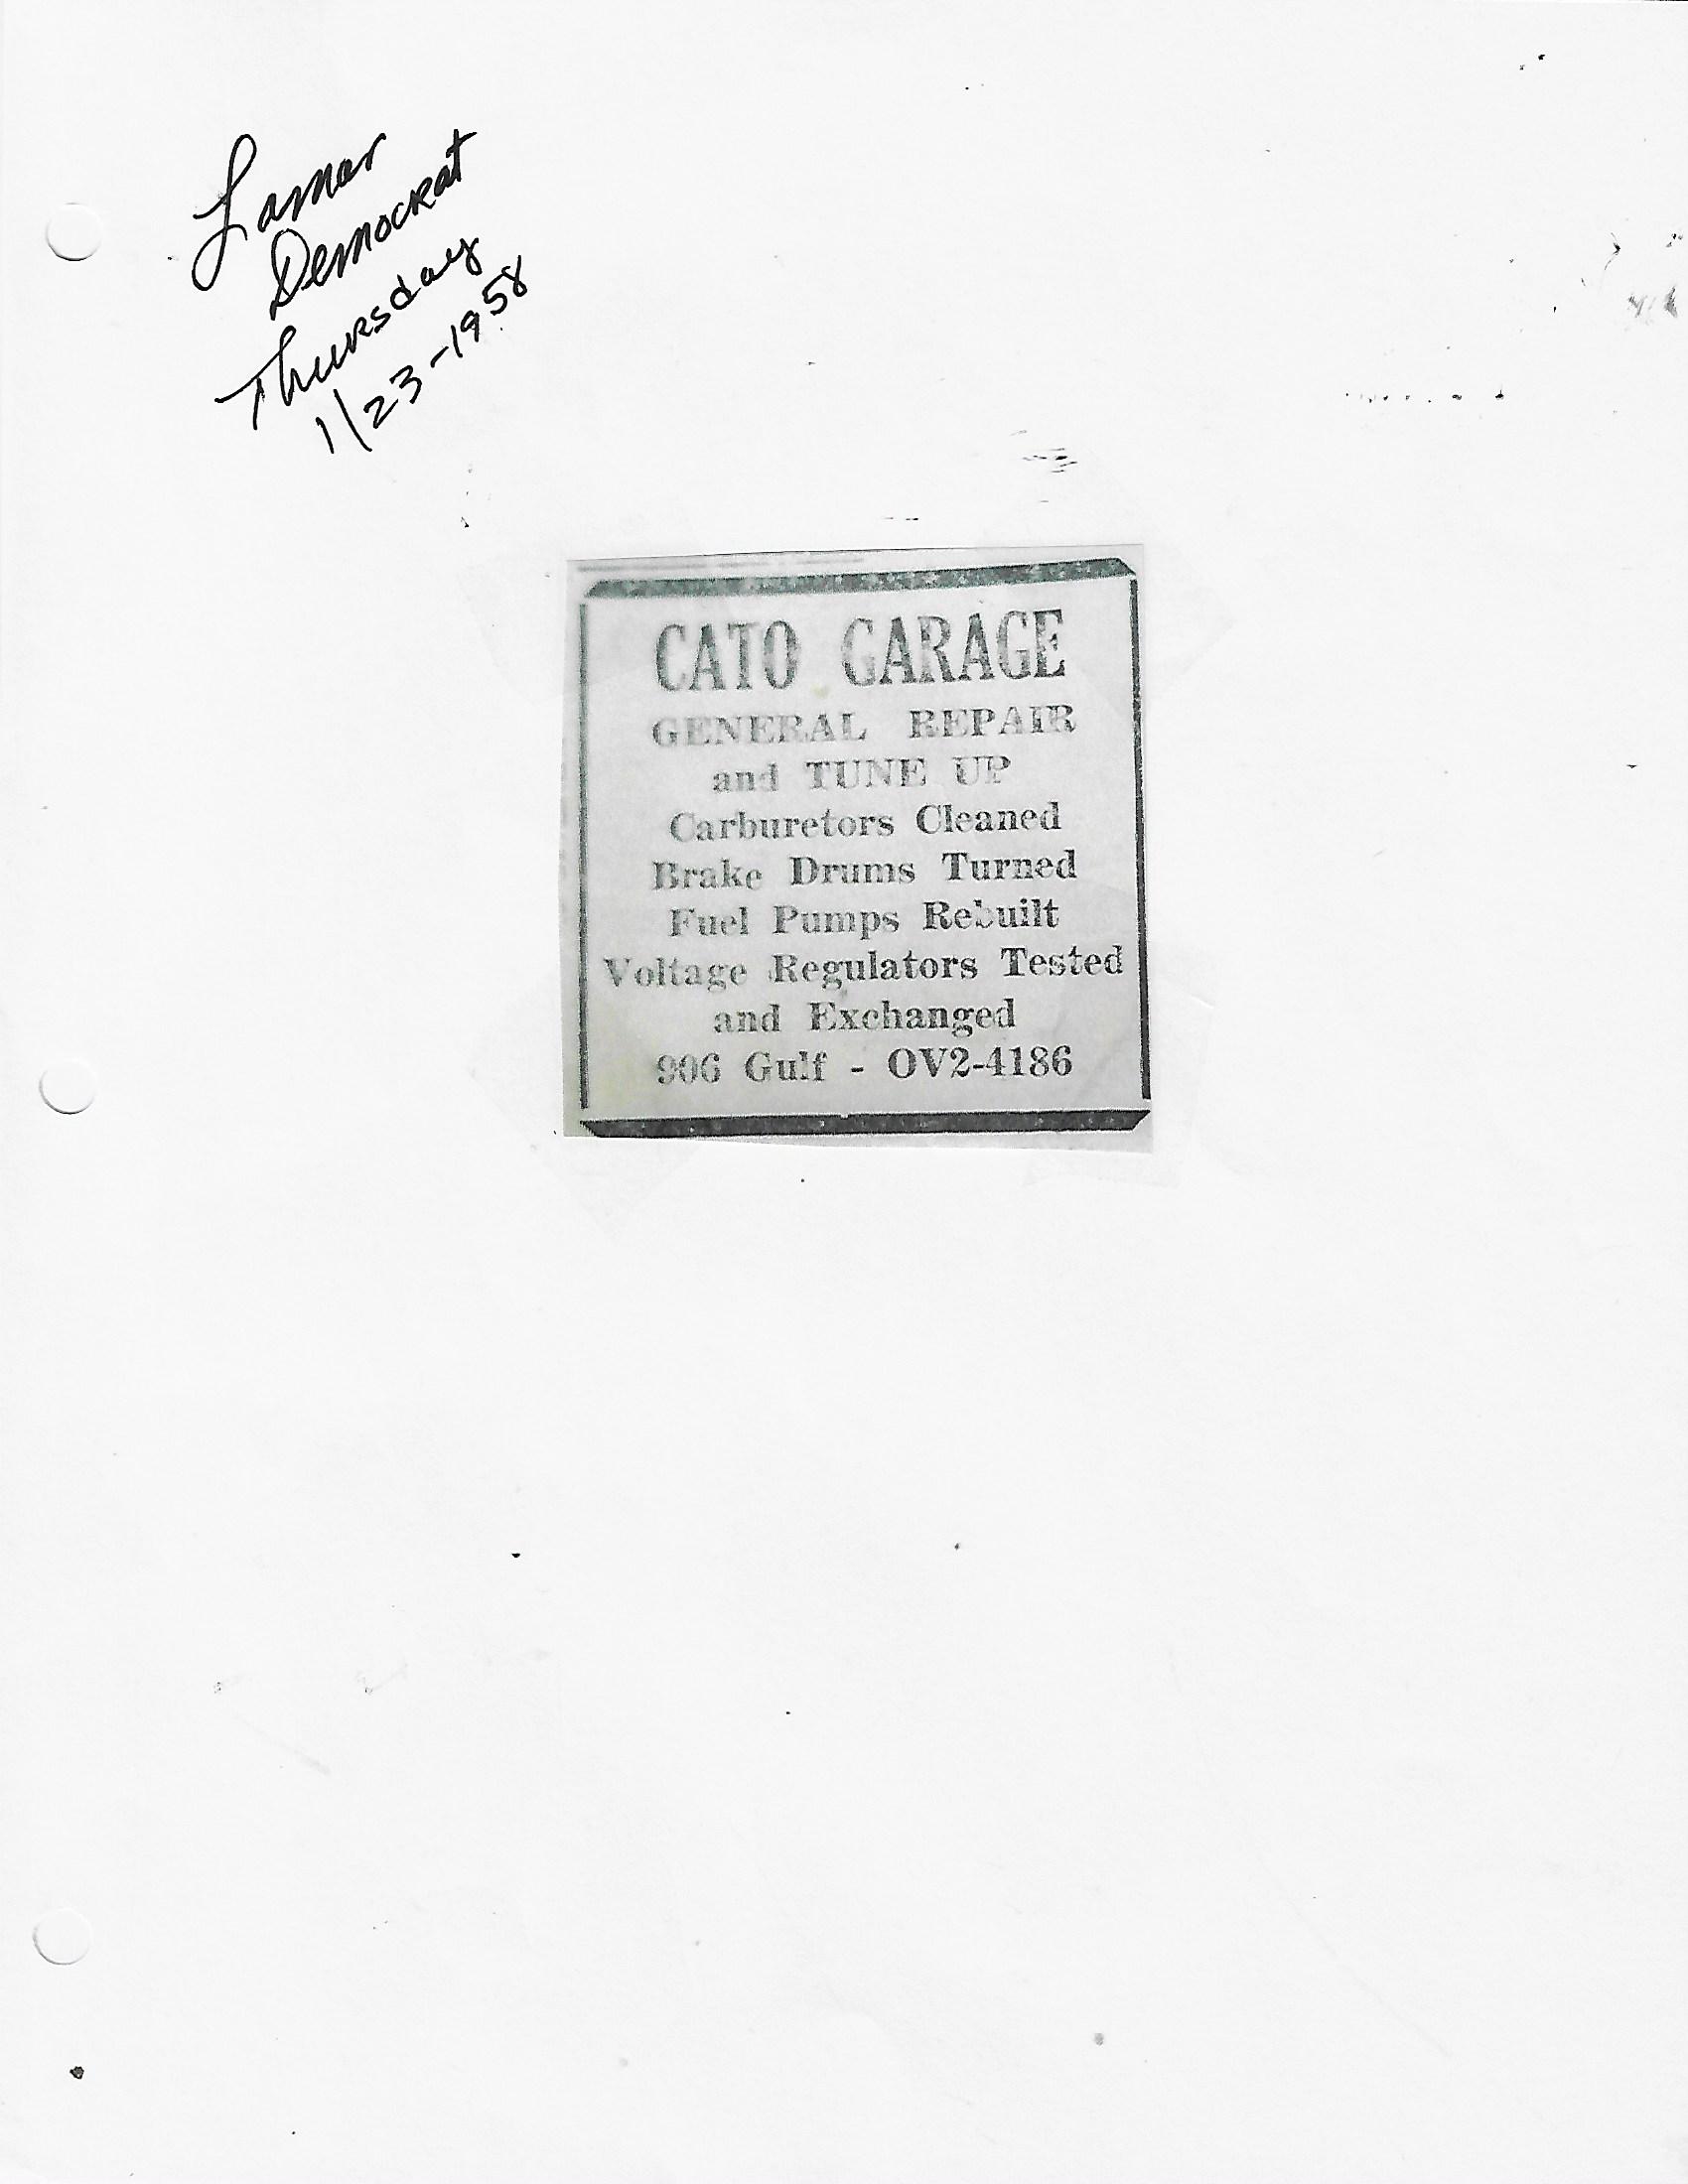 Lamar
Democrat
Thursday
1/23-1958
CATO GARAGE
GENERAL REPAIR
and TUNE UP
Carburetors Cleaned
Brake Drums Turned
Fuel Pumps Rebuilt
Voltage Regulators Tested
and Exchanged
906 Gulf - OV2-4186